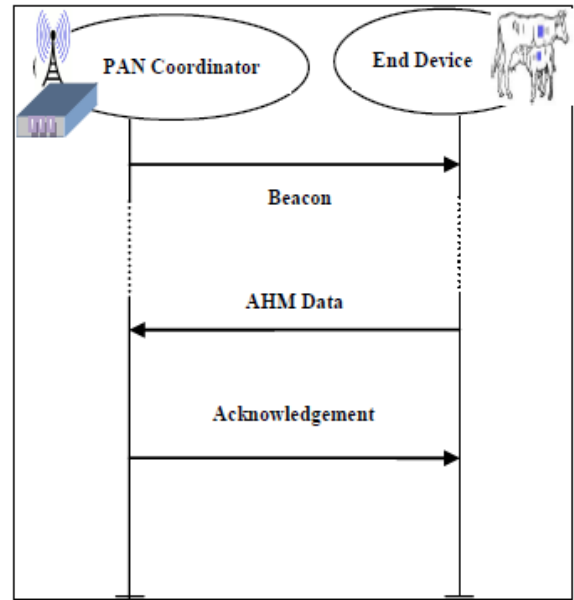 PAN Coordinator
End Device
Beacon
AHM Data
Acknowledgement